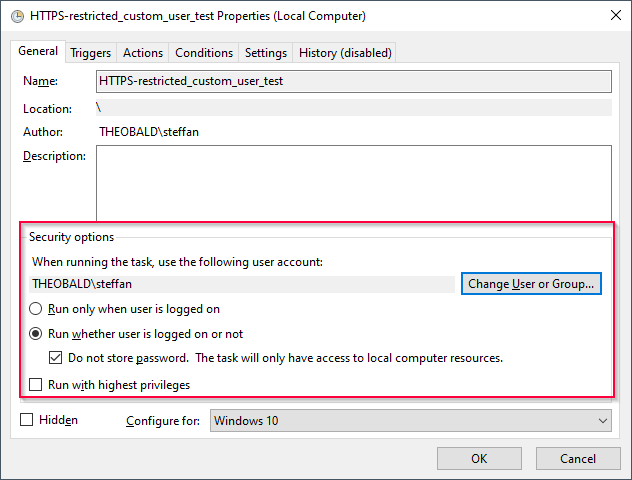 HTTPS-restricted_custom_user_test Properties (Local Computer)
General Triggers Actions Conditions Settings History (disabled)
Name: HTTPS-restricted_custom_user_test
Location: \
Author: THEOBALD\steffan
Description:
Security options
When running the task, use the following user account:
THEOBALD\steffan Change User or Group...
Run only when user is logged on
Run whether user is logged on or not
Do not store password. The task will only have access to local computer resources.
Run with highest privileges
Hidden Configure for: Windows 10
OK Cancel